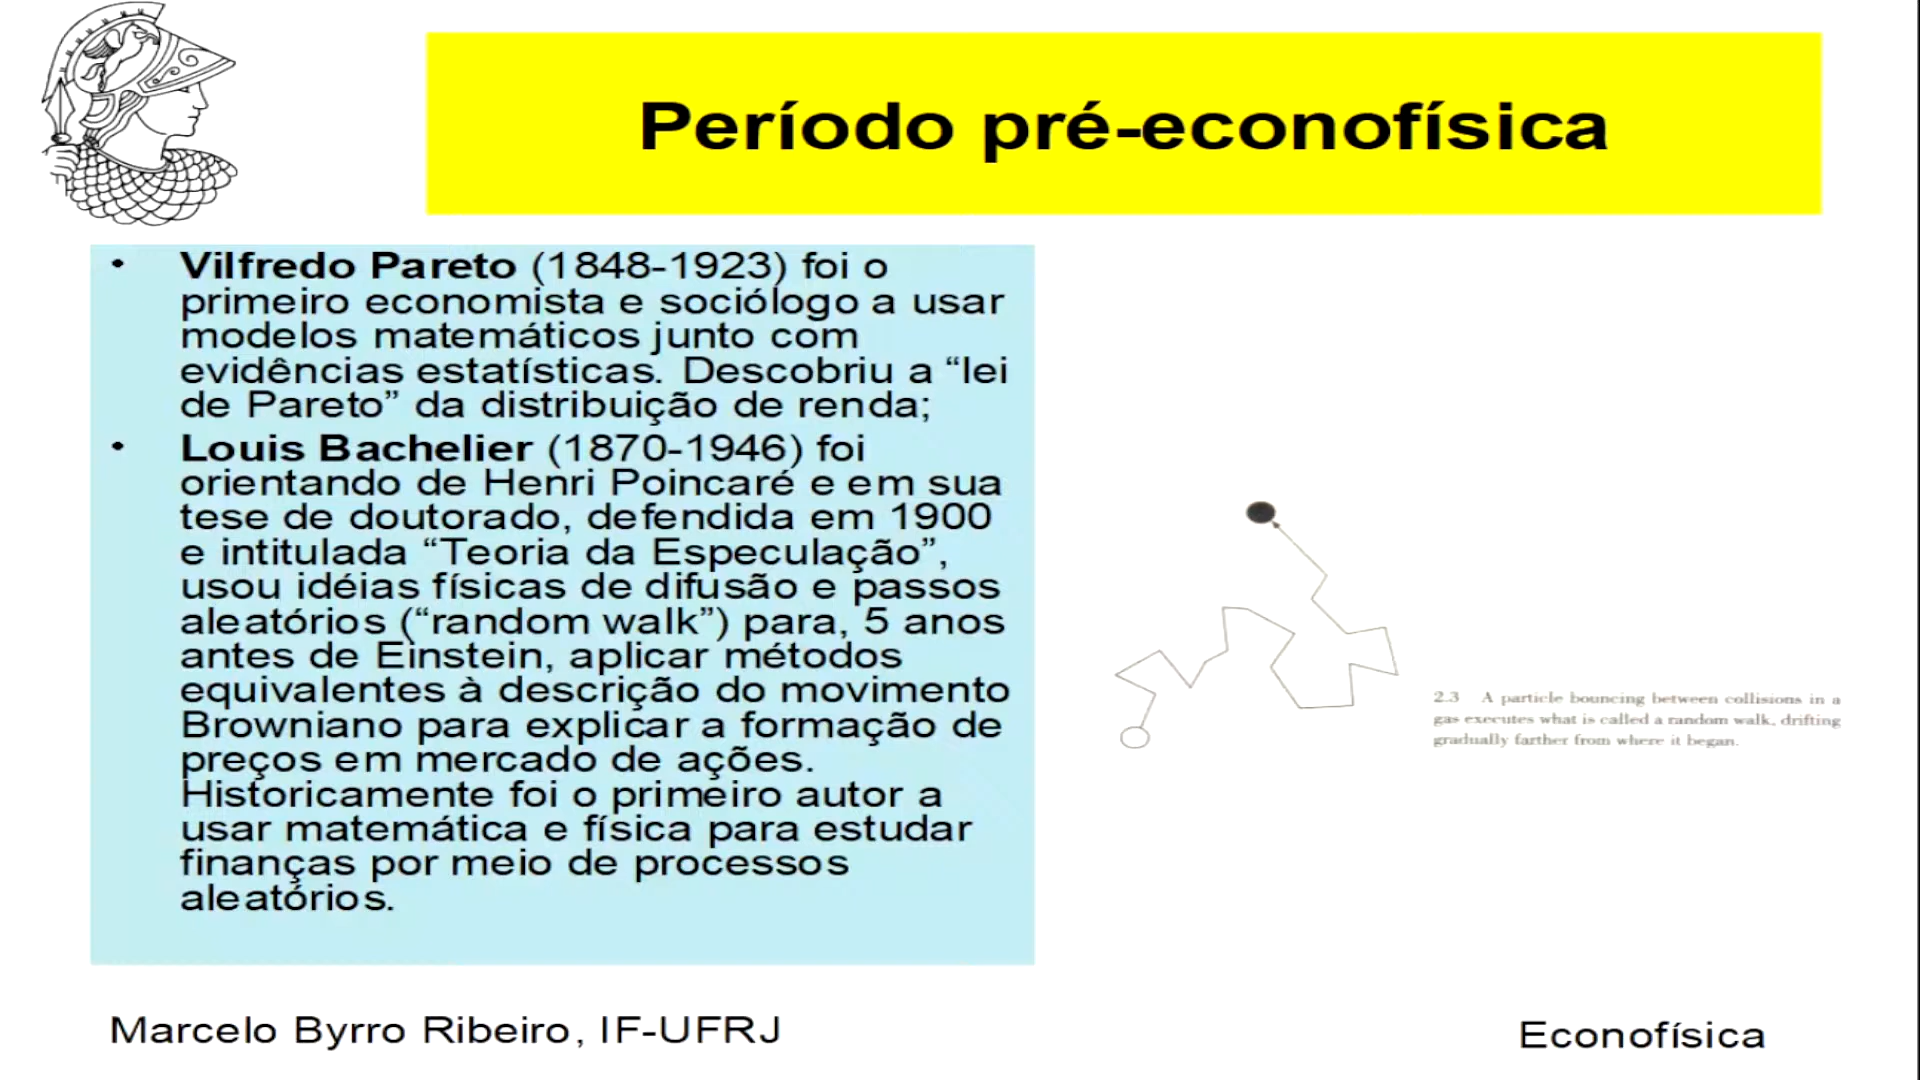 Período pré-econofísica
• Vilfredo Pareto (1848-1923) foi o
primeiro economista e sociólogo a usar
modelos matemáticos junto com
evidências estatísticas. Descobriu a “lei
de Pareto” da distribuição de renda;
• Louis Bachelier (1870-1946) foi
orientando de Henri Poincaré e em sua
tese de doutorado, defendida em 1900
e intitulada “Teoria da Especulação”,
usou idéias físicas de difusão e passos
aleatórios (“random walk”) para, 5 anos
antes de Einstein, aplicar métodos
equivalentes à descrição do movimento
Browniano para explicar a formação de
preços em mercado de ações.
Historicamente foi o primeiro autor a
usar matemática e física para estudar
finanças por meio de processos
aleatórios.
2.3 A particle bouncing between collisions in a
gas executes what is called a random walk, drifting
gradually farther from where it began.
Marcelo Byrro Ribeiro, IF-UFRJ
Econofísica